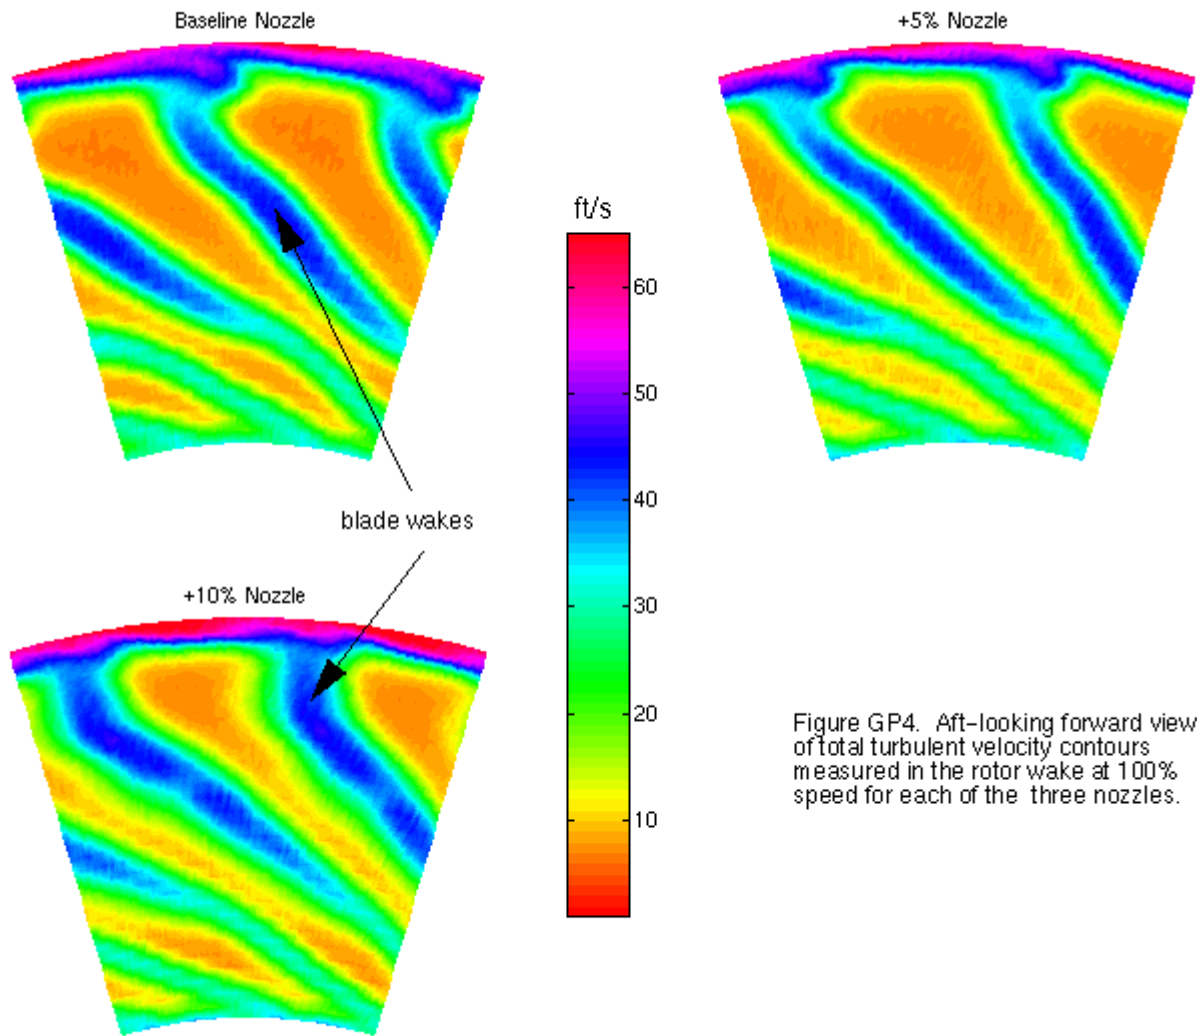 Baseline Nozzle
+5% Nozzle
ft/s
60
50
40
30
20
10
blade wakes
+10% Nozzle
Figure GP4. Aft-looking forward view
of total turbulent velocity contours
measured in the rotor wake at 100%
speed for each of the three nozzles.